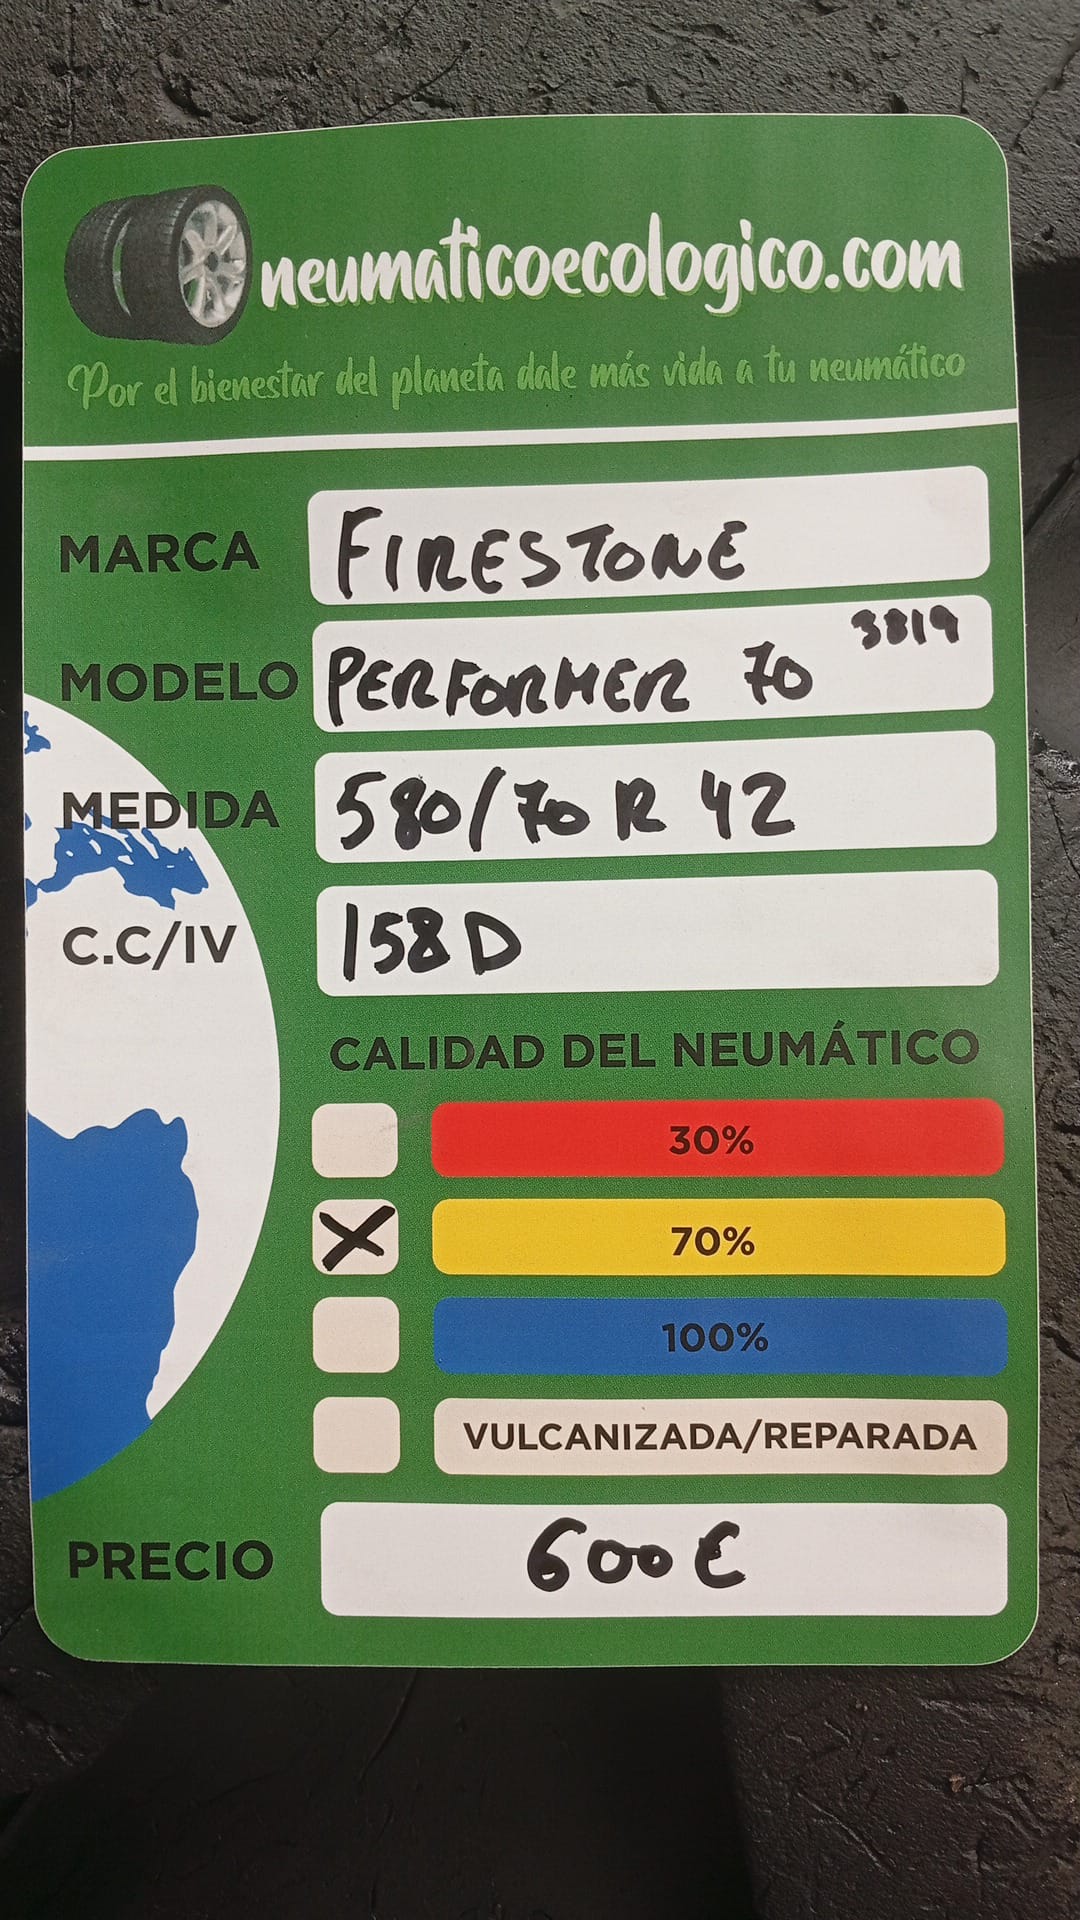 neumaticoecologico.com
Por el bienestar del planeta dale más vida a tu neumático
MARCA FIRESTONE
MODELO PERFORMER 70 3819
MEDIDA 580/70 R 42
C.C/IV 158 D
CALIDAD DEL NEUMÁTICO
30%
X 70%
100%
VULCANIZADA/REPARADA
PRECIO 600 €